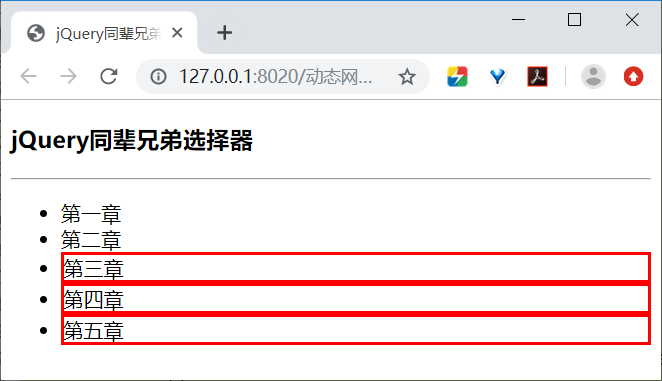 jQuery同辈兄弟
127.0.0.1:8020/动态网...
jQuery同辈兄弟选择器
第一章
第二章
第三章
第四章
第五章